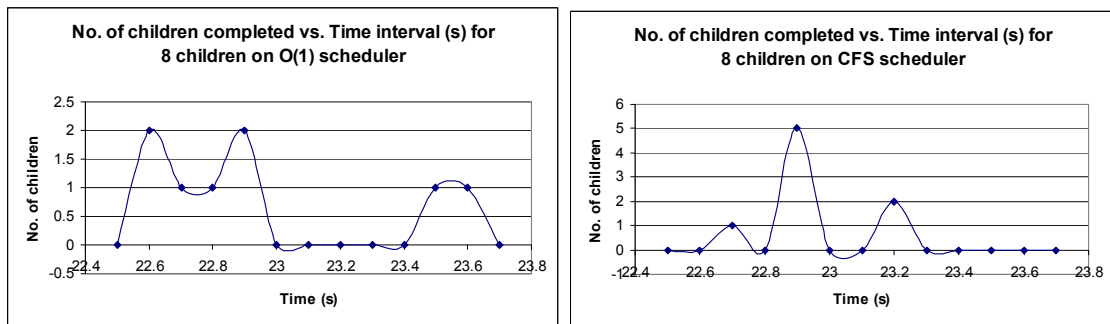 No. of children completed vs. Time interval (s) for
8 children on O(1) scheduler
No. of children
2.5
2
1.5
1
0.5
0
-0.5
22.4 22.6 22.8 23 23.2 23.4 23.6 23.8
Time (s)
No. of children completed vs. Time interval (s) for
8 children on CFS scheduler
No. of children
6
5
4
3
2
1
0
-1
22.4 22.6 22.8 23 23.2 23.4 23.6 23.8
Time (s)